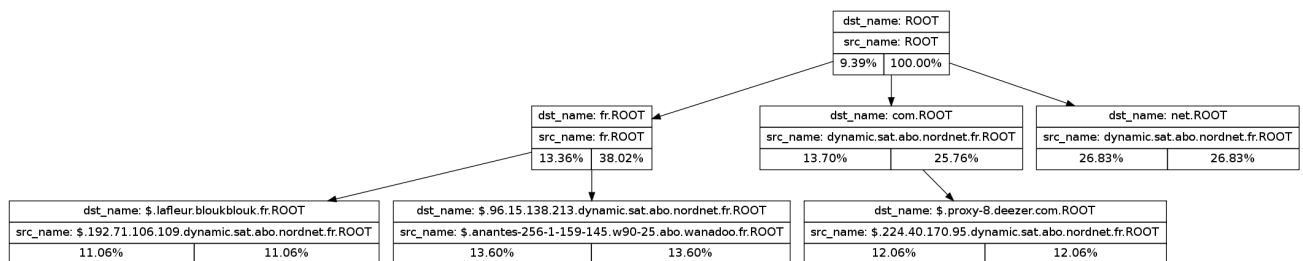 dst_name: ROOT
src_name: ROOT
9.39% 100.00%
dst_name: fr.ROOT
src_name: fr.ROOT
13.36% 38.02%
dst_name: com.ROOT
src_name: dynamic.sat.abo.nordnet.fr.ROOT
13.70% 25.76%
dst_name: net.ROOT
src_name: dynamic.sat.abo.nordnet.fr.ROOT
26.83% 26.83%
dst_name: $.lafleur.bloukblouk.fr.ROOT
src_name: $.192.71.106.109.dynamic.sat.abo.nordnet.fr.ROOT
11.06% 11.06%
dst_name: $.96.15.138.213.dynamic.sat.abo.nordnet.fr.ROOT
src_name: $.anantes-256-1-159-145.w90-25.abo.wanadoo.fr.ROOT
13.60% 13.60%
dst_name: $.proxy-8.deezer.com.ROOT
src_name: $.224.40.170.95.dynamic.sat.abo.nordnet.fr.ROOT
12.06% 12.06%